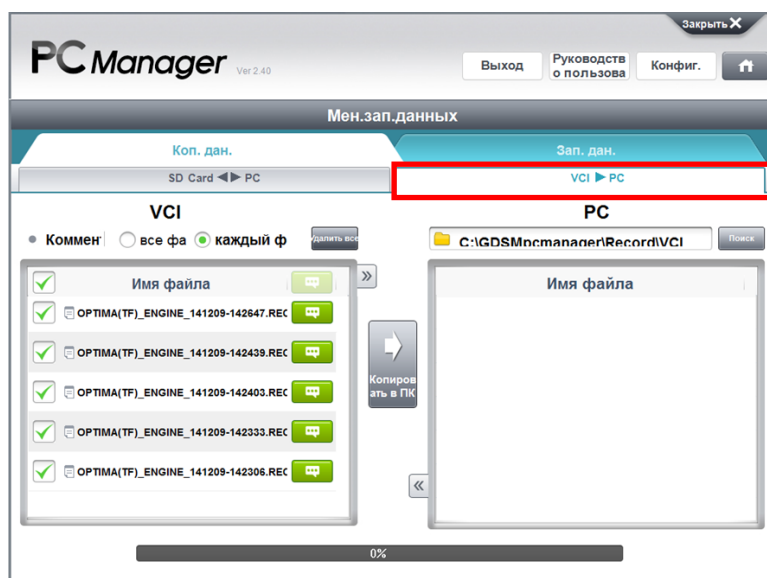 Закрыть X
PC Manager Ver 2.40
Выход
Руководств
о пользова
Конфиг.
Мен.зап.данных
Коп. дан.
Зап. дан.
SD Card ◀▶ PC
VCI ▶ PC
VCI
PC
Коммент
все фа
каждый ф
Удалить все
C:\GDSMpcmanager\Record\VCI
Поиск
Имя файла
Имя файла
OPTIMA(TF)_ENGINE_141209-142647.REC
OPTIMA(TF)_ENGINE_141209-142439.REC
OPTIMA(TF)_ENGINE_141209-142403.REC
OPTIMA(TF)_ENGINE_141209-142333.REC
OPTIMA(TF)_ENGINE_141209-142306.REC
Копиров
ать в ПК
0%